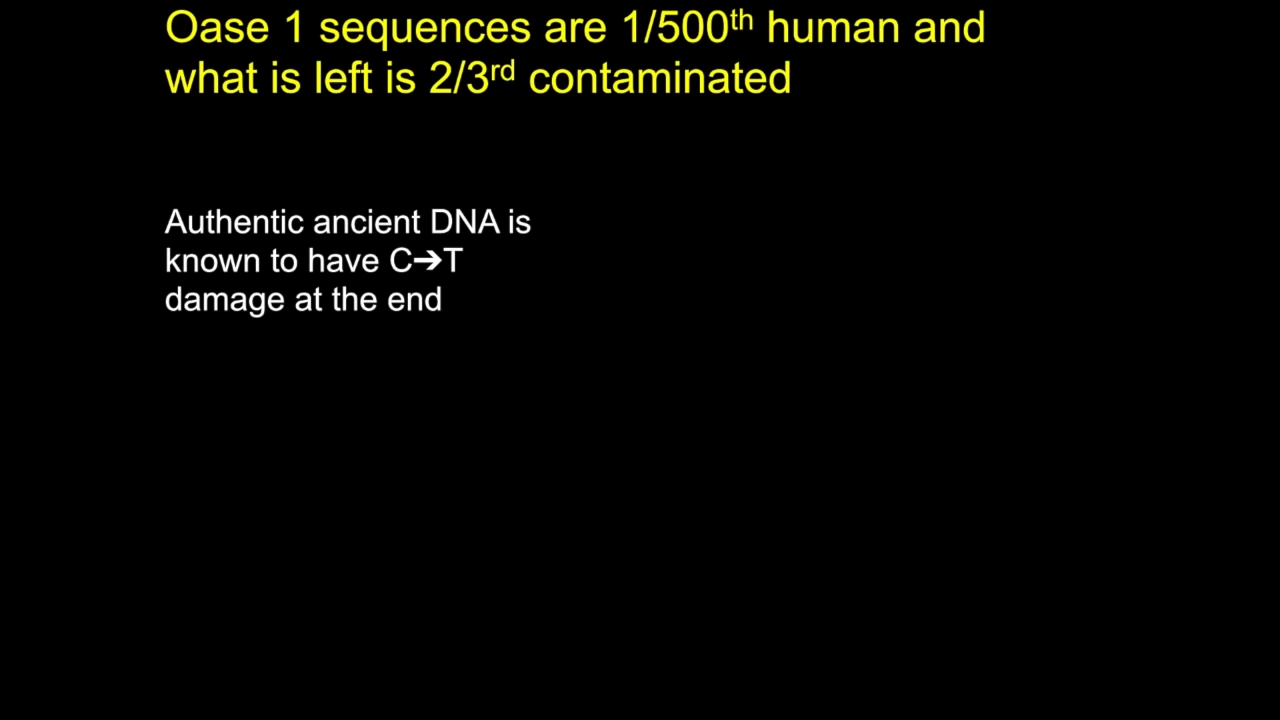 Oase 1 sequences are 1/500th human and
what is left is 2/3rd contaminated
Authentic ancient DNA is
known to have C➔T
damage at the end